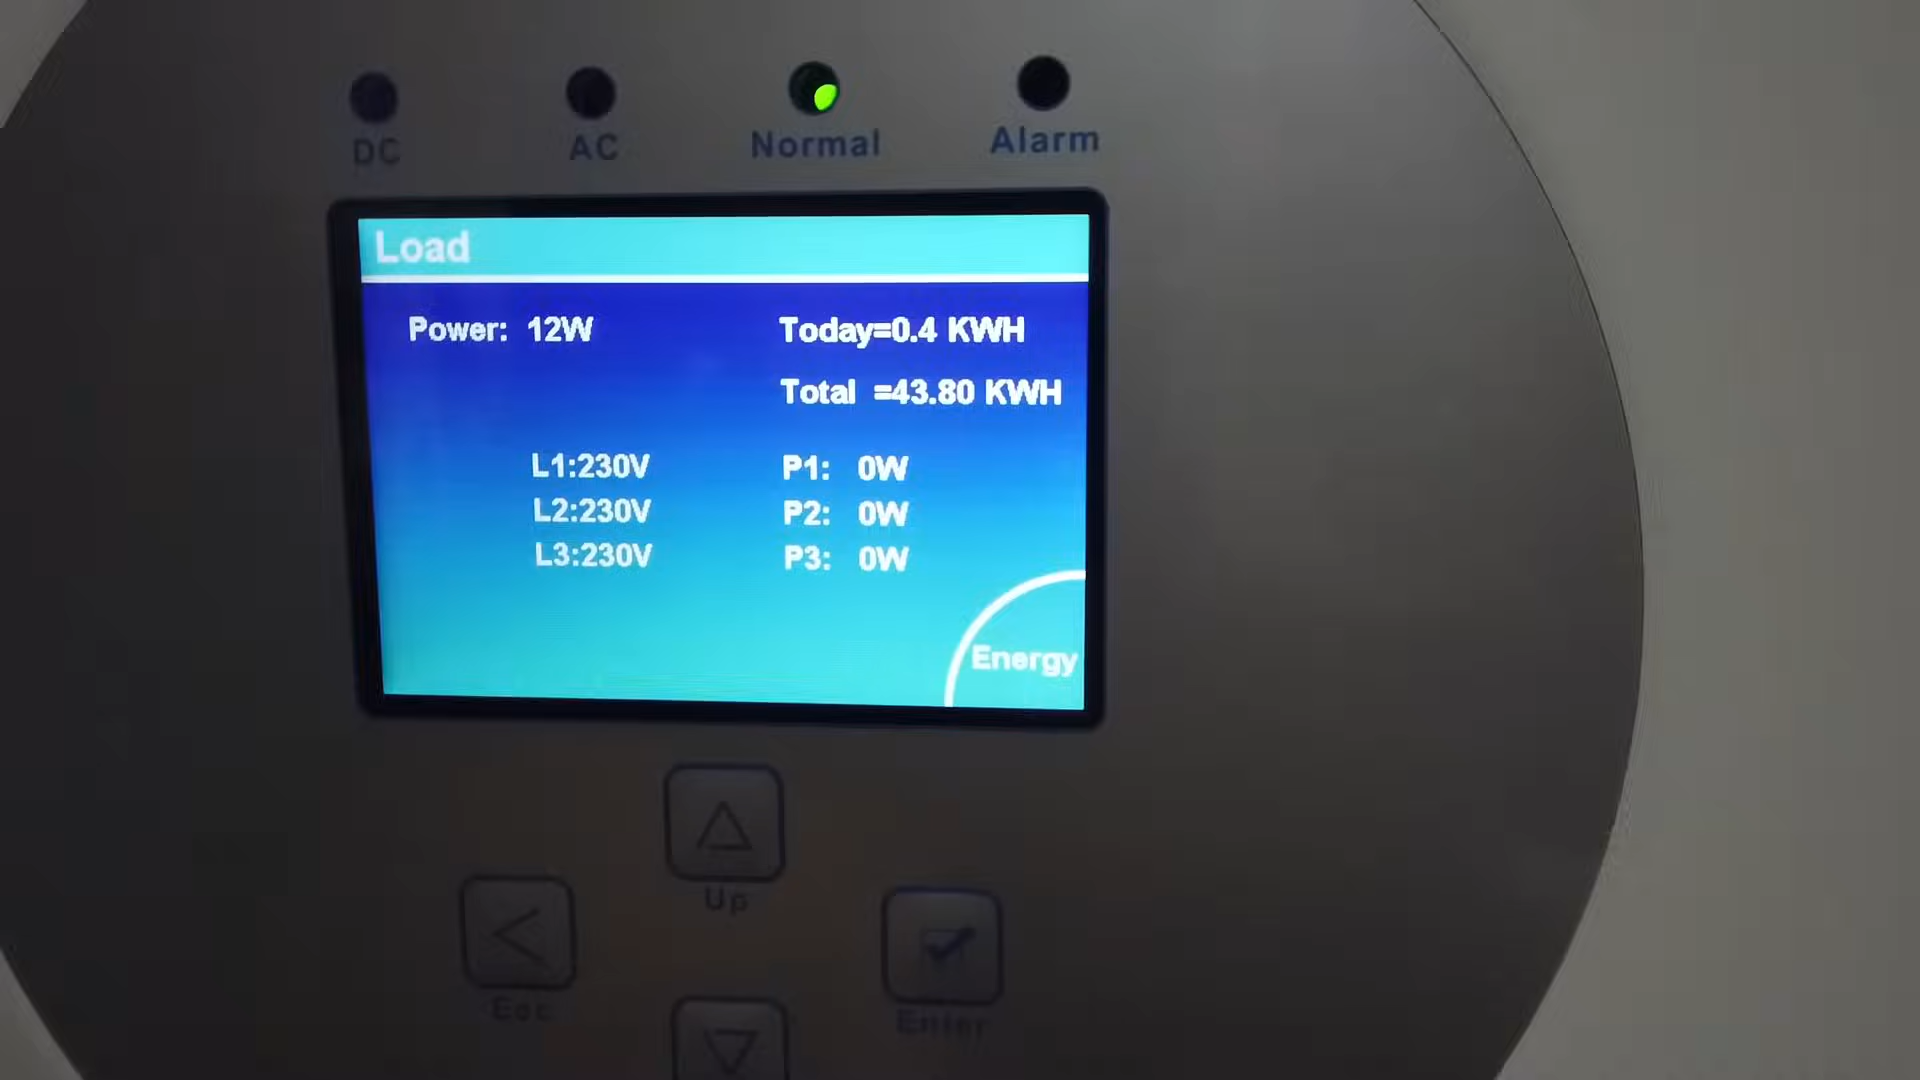 DC AC Normal Alarm
Load
Power: 12W Today=0.4 KWH
Total =43.80 KWH
L1:230V P1: 0W
L2:230V P2: 0W
L3:230V P3: 0W
Energy
Up
Esc Enter